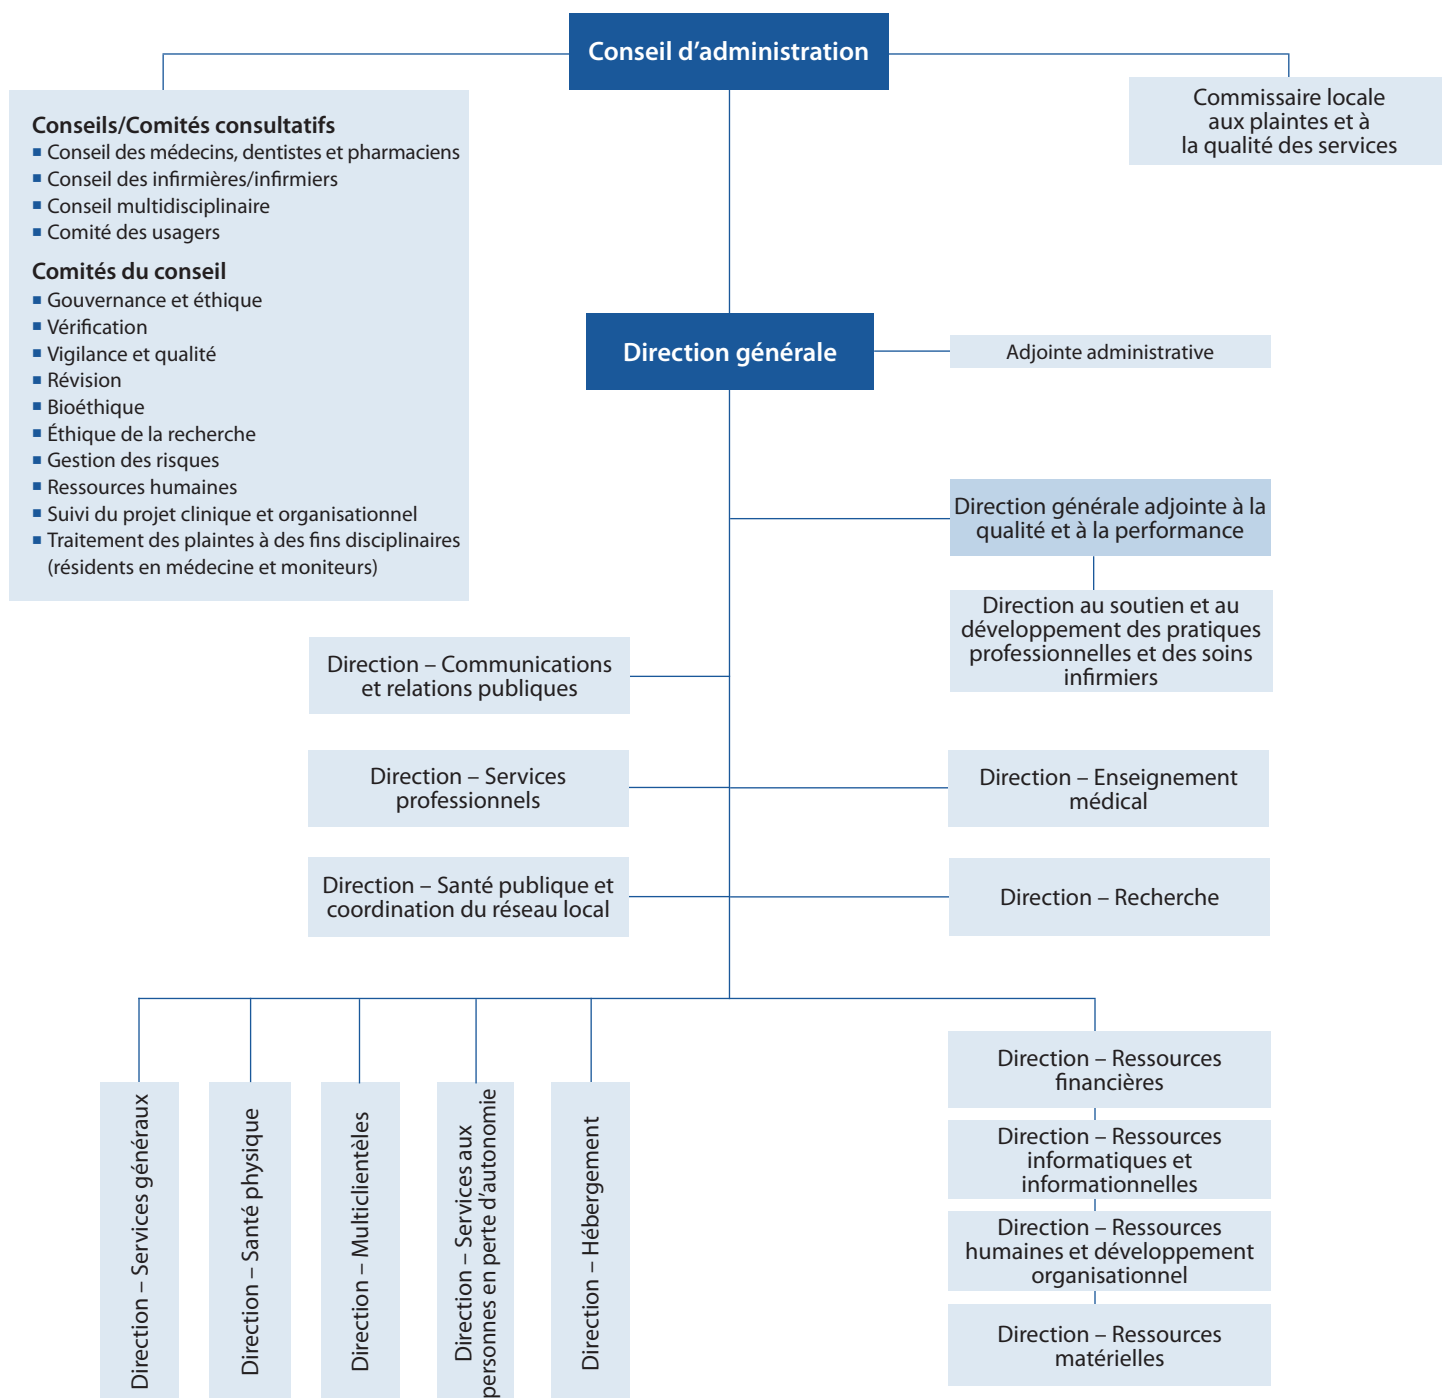 Conseil d’administration
Commissaire locale
aux plaintes et à
la qualité des services
Conseils/Comités consultatifs
■ Conseil des médecins, dentistes et pharmaciens
■ Conseil des infirmières/infirmiers
■ Conseil multidisciplinaire
■ Comité des usagers
Comités du conseil
■ Gouvernance et éthique
■ Vérification
■ Vigilance et qualité
■ Révision
■ Bioéthique
■ Éthique de la recherche
■ Gestion des risques
■ Ressources humaines
■ Suivi du projet clinique et organisationnel
■ Traitement des plaintes à des fins disciplinaires
(résidents en médecine et moniteurs)
Direction générale
Adjointe administrative
Direction générale adjointe à la
qualité et à la performance
Direction au soutien et au
développement des pratiques
professionnelles et des soins
infirmiers
Direction – Communications
et relations publiques
Direction – Services
professionnels
Direction – Enseignement
médical
Direction – Santé publique et
coordination du réseau local
Direction – Recherche
Direction – Services généraux
Direction – Santé physique
Direction – Multiclientèles
Direction – Services aux
personnes en perte d’autonomie
Direction – Hébergement
Direction – Ressources
financières
Direction – Ressources
informatiques et
informationnelles
Direction – Ressources
humaines et développement
organisationnel
Direction – Ressources
matérielles